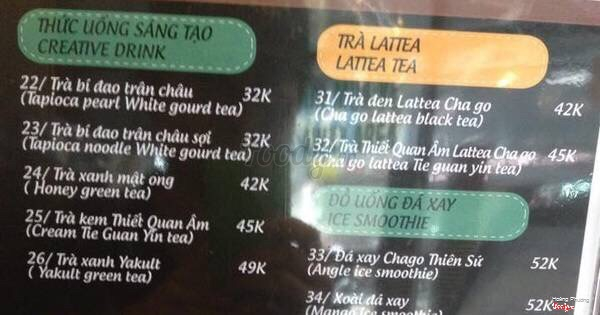 THỨC UỐNG SÁNG TẠO
CREATIVE DRINK
22/ Trà bí đao trân châu
(Tapioca pearl White gourd tea)
32K
23/ Trà bí đao trân châu sợi
(Tapioca noodle White gourd tea)
32K
24/ Trà xanh mật ong
( Honey green tea)
42K
25/ Trà kem Thiết Quan Âm
(Cream Tie Guan Yin tea)
45K
26/ Trà xanh Yakult
( Yakult green tea)
49K
TRÀ LATTEA
LATTEA TEA
31/ Trà đen Lattea Cha go
(Cha go lattea black tea)
42K
32/ Trà Thiết Quan Âm Lattea Cha go
(Cha go lattea Tie guan yin tea)
45K
ĐỒ UỐNG ĐÁ XAY
ICE SMOOTHIE
33/ Đá xay Chago Thiên Sứ
(Angle ice smoothie)
52K
34/ Xoài đá xay
(Mango Ice smoothie)
52K
Hoàng Phương